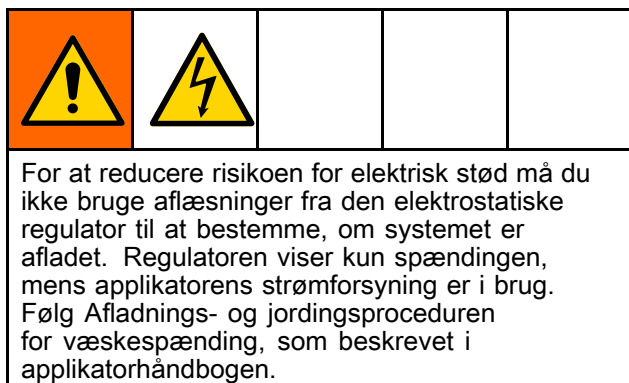 For at reducere risikoen for elektrisk stød må du
ikke bruge aflæsninger fra den elektrostatiske
regulator til at bestemme, om systemet er
afladet. Regulatoren viser kun spændingen,
mens applikatorens strømforsyning er i brug.
Følg Afladnings- og jordingsproceduren
for væskespænding, som beskrevet i
applikatorhåndbogen.